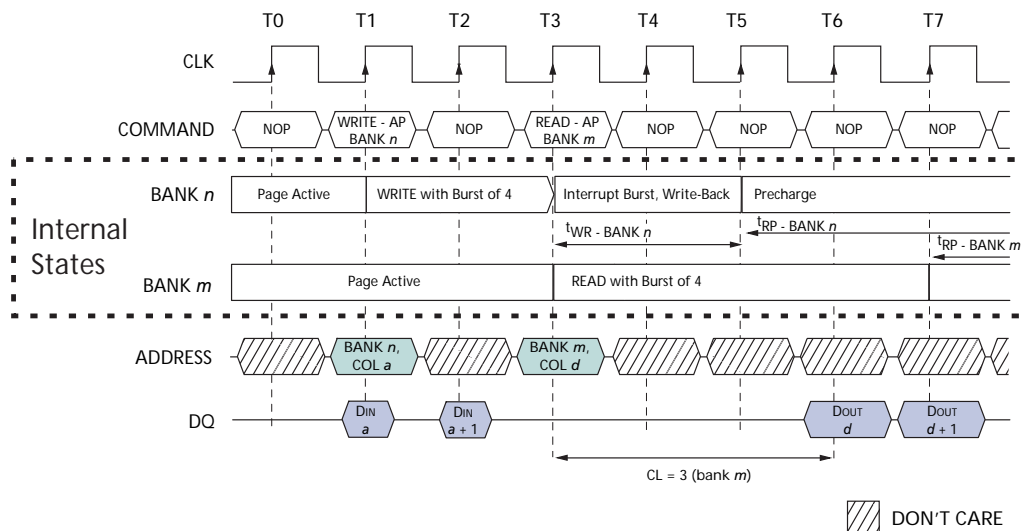 T0 T1 T2 T3 T4 T5 T6 T7
CLK
COMMAND NOP WRITE - AP NOP READ - AP NOP NOP NOP NOP
BANK n BANK m
BANK n Page Active WRITE with Burst of 4 Interrupt Burst, Write-Back Precharge
Internal
States
tWR - BANK n tRP - BANK n
tRP - BANK m
BANK m Page Active READ with Burst of 4
ADDRESS BANK n, BANK m,
COL a COL d
DQ DIN DIN DOUT DOUT
a a + 1 d d + 1
CL = 3 (bank m)
DON'T CARE